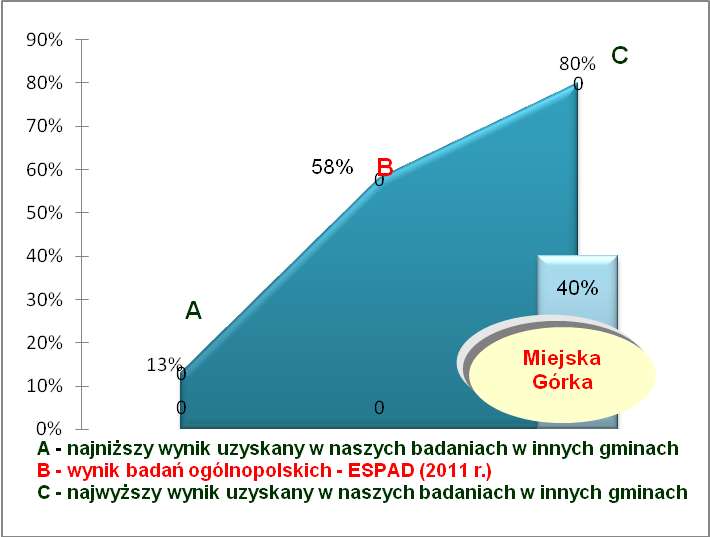 90%
80%
70%
60%
50%
40%
30%
20%
10%
0%
A
13%
0
0
58%
B
0
0
80%
C
0
40%
Miejska
Górka
A - najniższy wynik uzyskany w naszych badaniach w innych gminach
B - wynik badań ogólnopolskich - ESPAD (2011 r.)
C - najwyższy wynik uzyskany w naszych badaniach w innych gminach